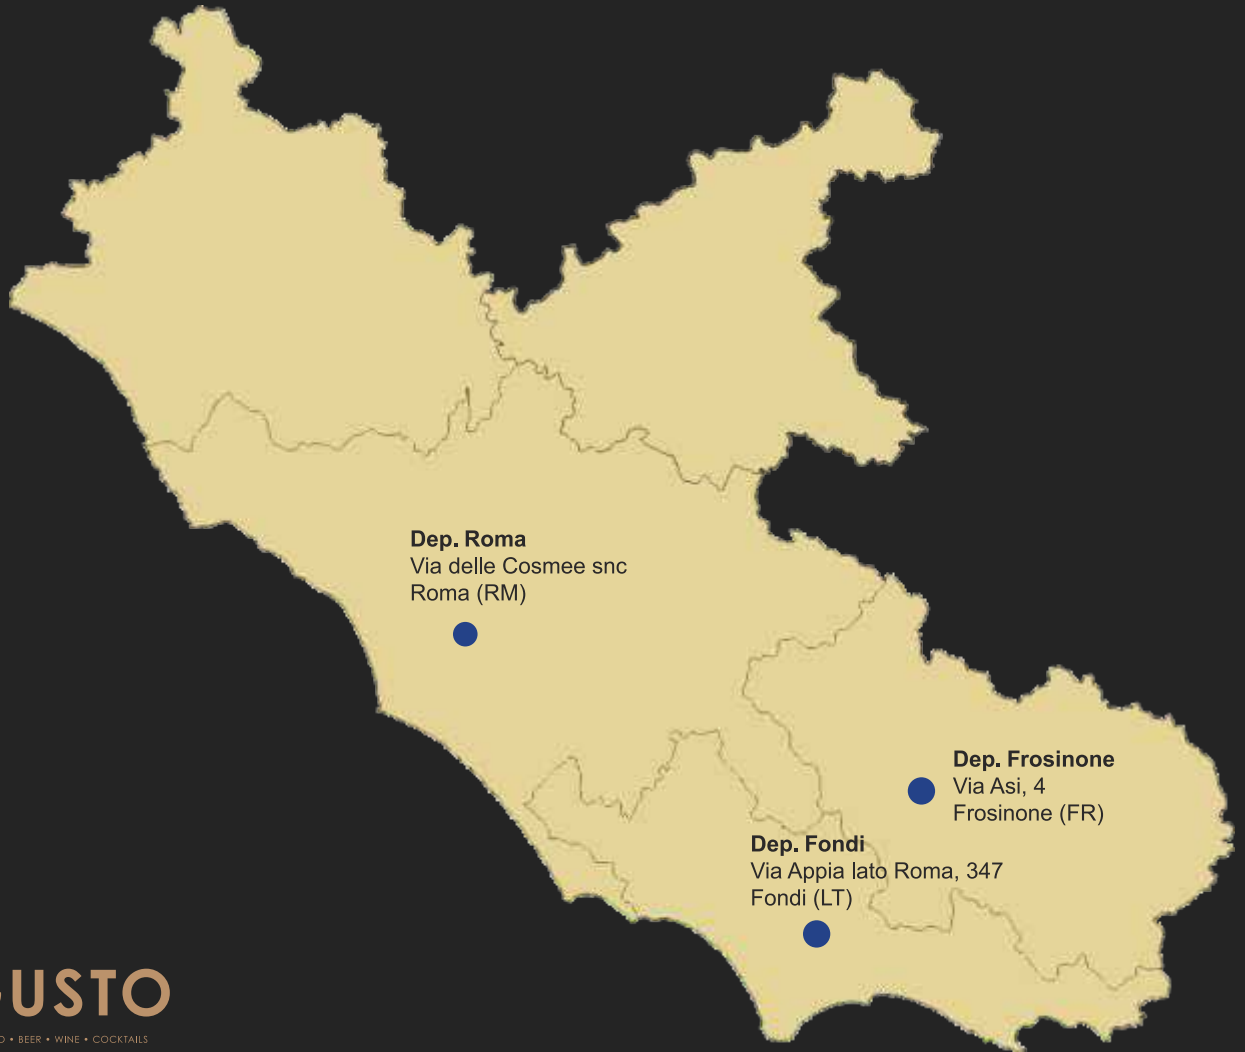 Dep. Roma
Via delle Cosmee snc
Roma (RM)
Dep. Frosinone
Via Asi, 4
Frosinone (FR)
Dep. Fondi
Via Appia lato Roma, 347
Fondi (LT)
USTO
• BEER • WINE • COCKTAILS